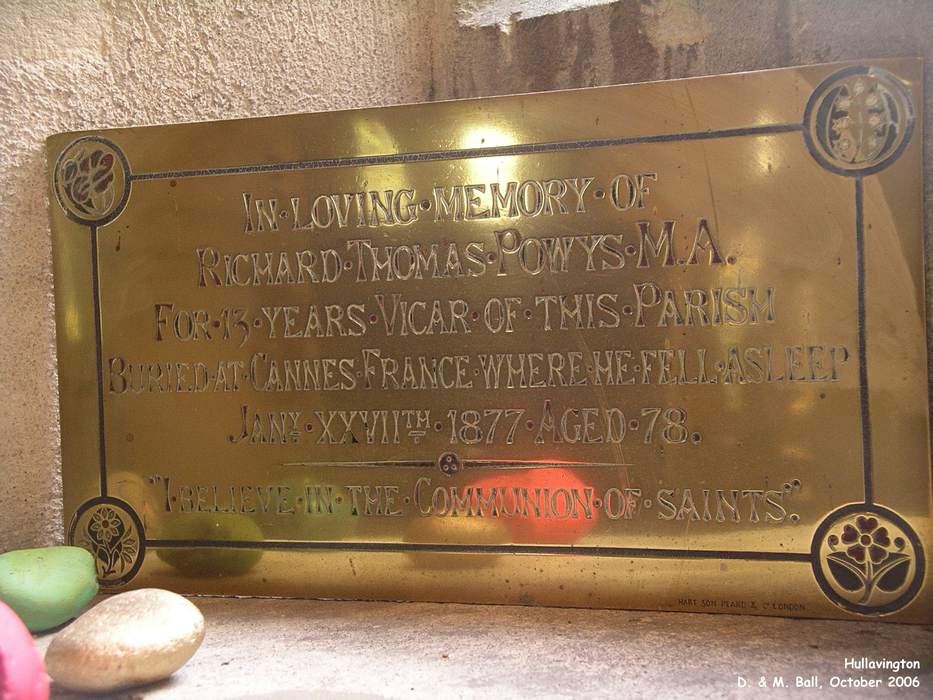 IN·LOVING·MEMORY·OF
RICHARD·THOMAS·POWYS·M.A.
FOR·13·YEARS·VICAR·OF·THIS·PARISH
BURIED·AT·CANNES·FRANCE·WHERE·HE·FELL·ASLEEP
JANY·XXVIITH·1877·AGED·78.
"I·BELIEVE·IN·THE·COMMUNION·OF·SAINTS".
HART SON PEARD & Co LONDON
Hullavington
D. & M. Ball, October 2006